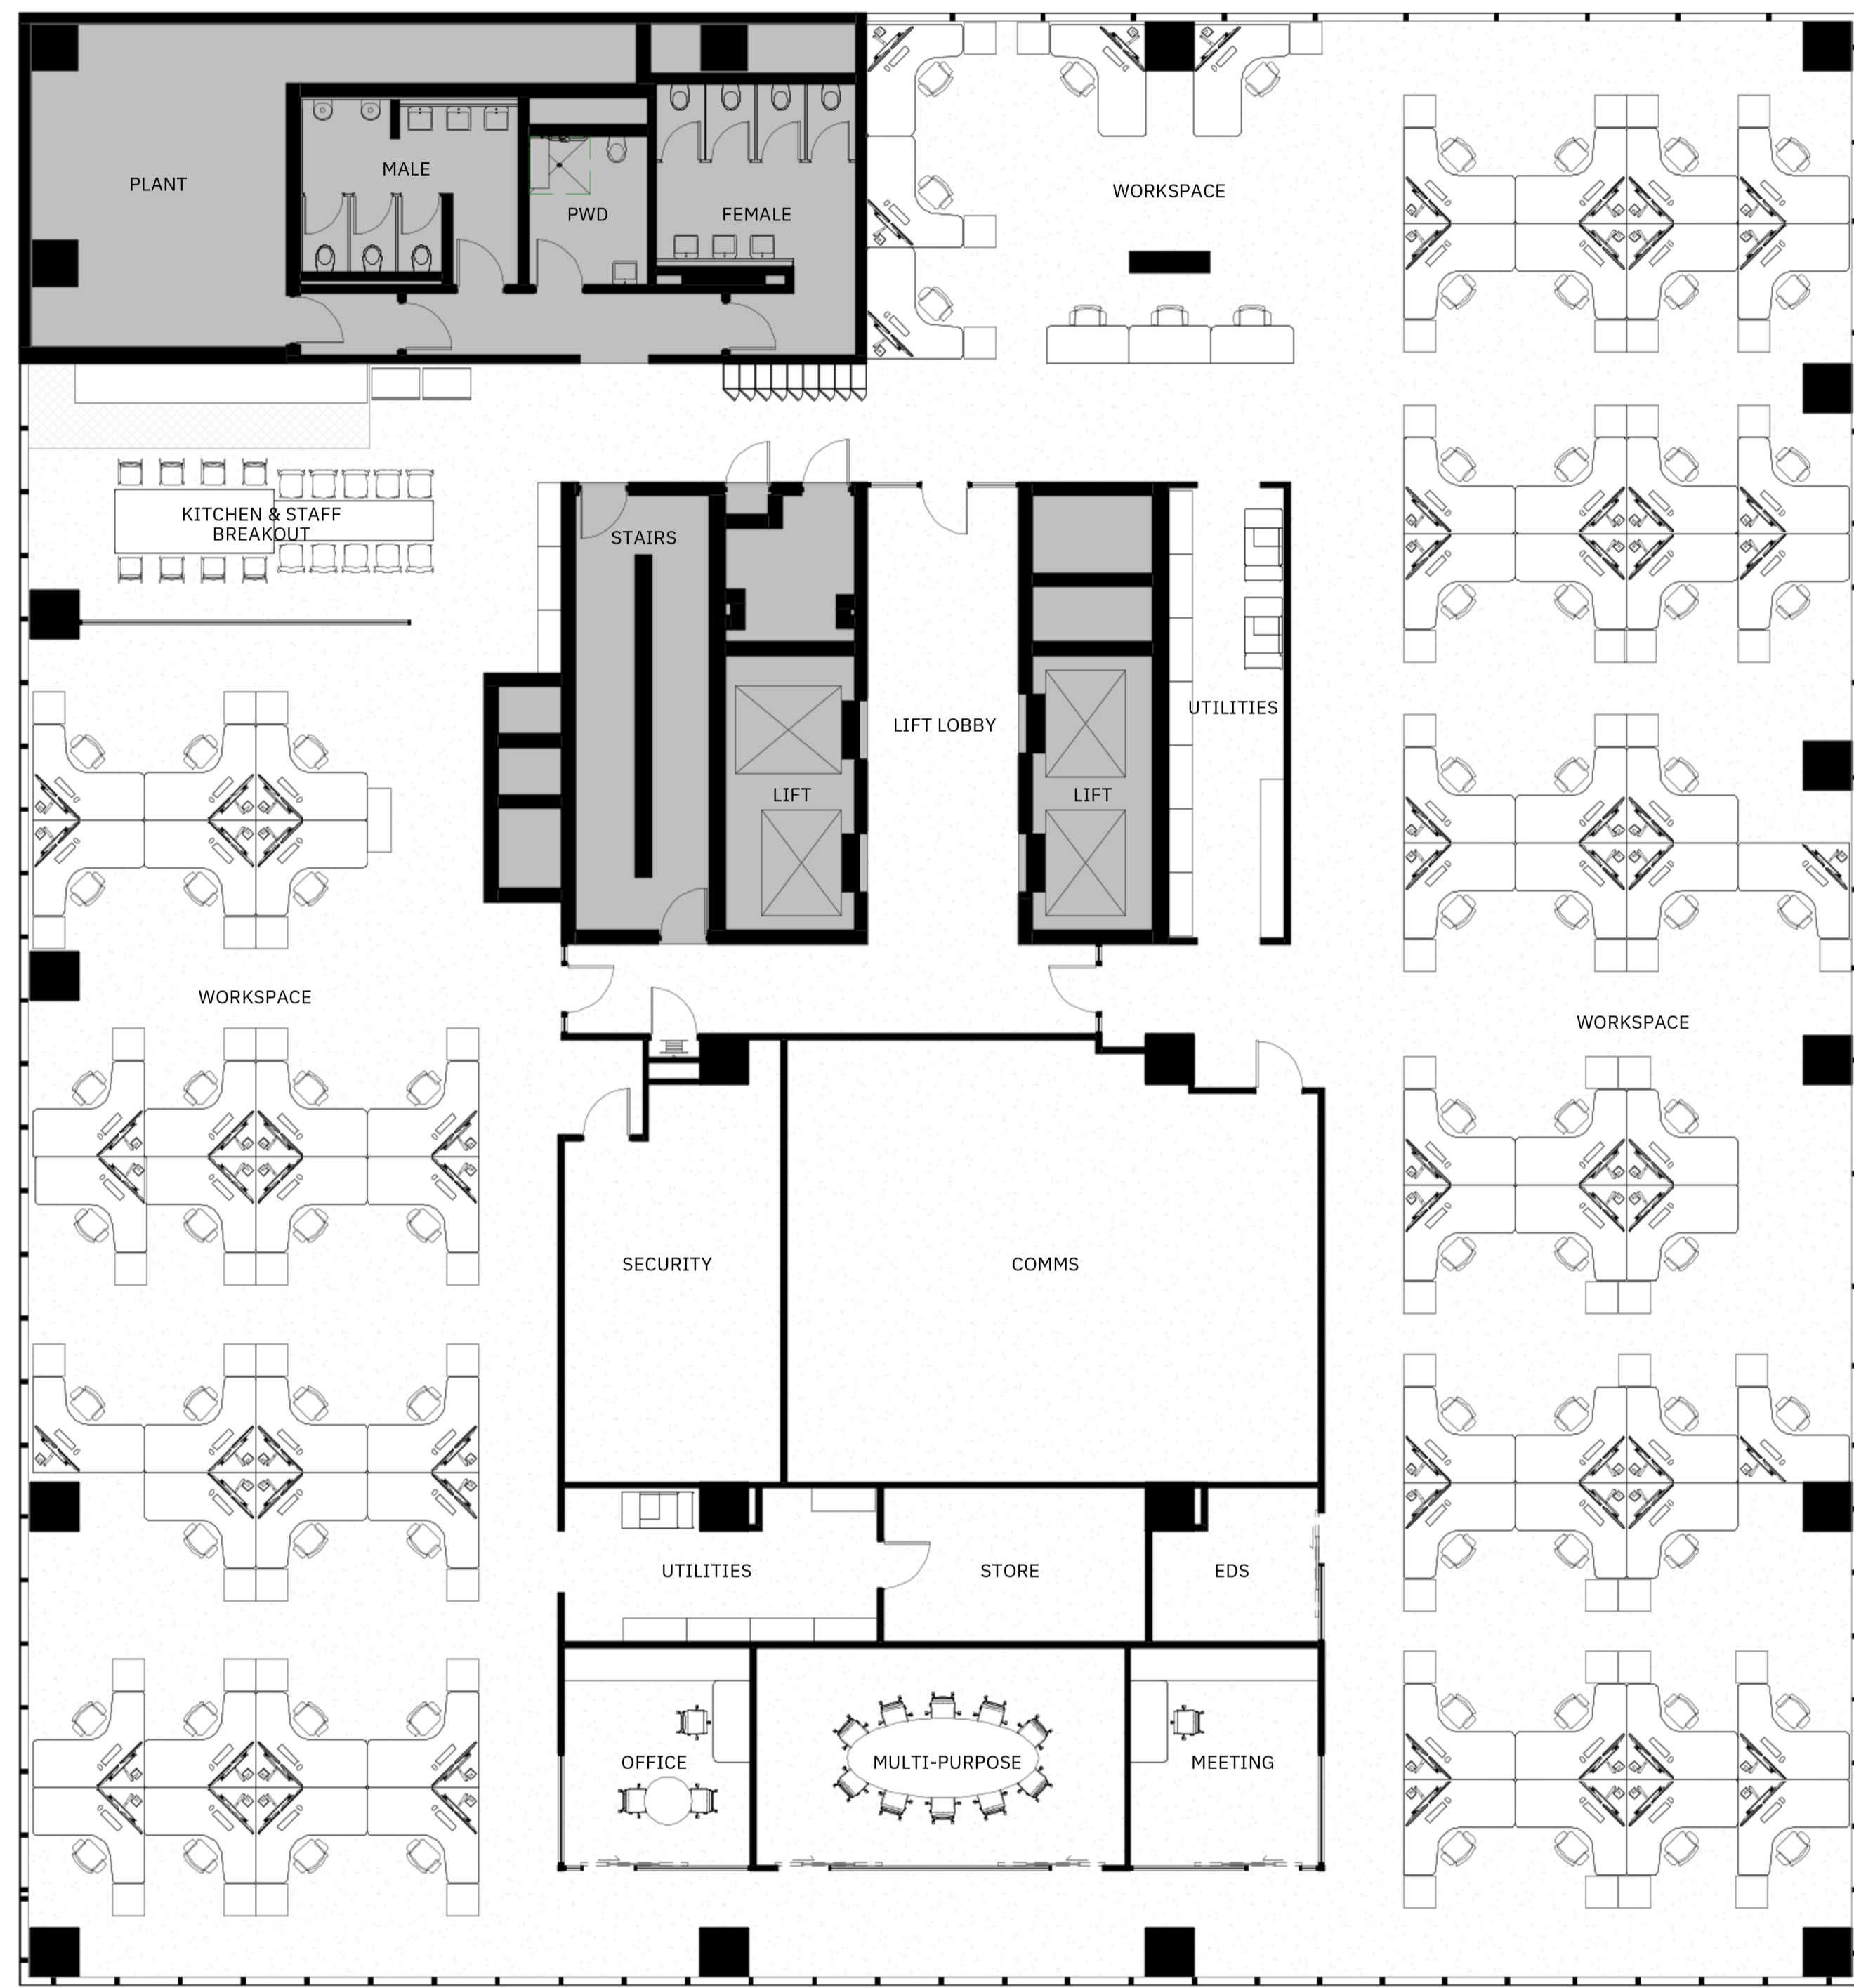 PLANT
MALE
PWD
FEMALE
WORKSPACE
KITCHEN & STAFF
BREAKOUT
STAIRS
LIFT LOBBY
UTILITIES
LIFT
LIFT
WORKSPACE
WORKSPACE
SECURITY
COMMS
UTILITIES
STORE
EDS
OFFICE
MULTI-PURPOSE
MEETING